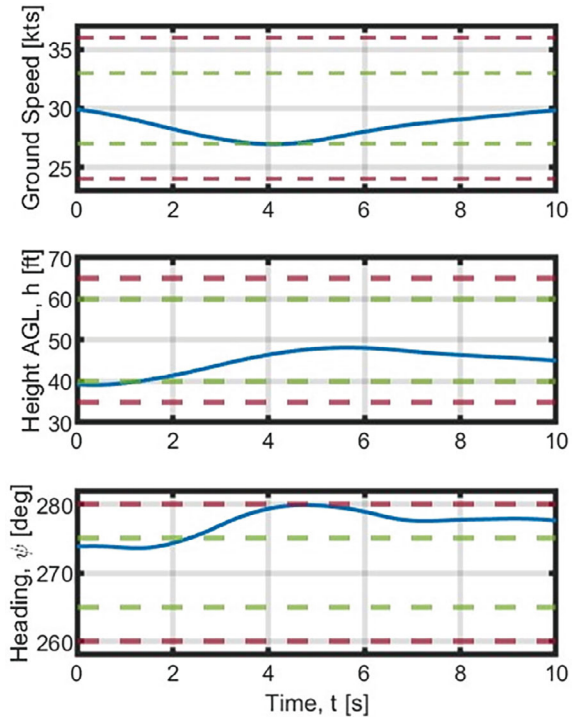 Ground Speed [kts]
35
30
25
0 2 4 6 8 10
Height AGL, h [ft]
70
60
50
40
30
0 2 4 6 8 10
Heading, ψ [deg]
280
270
260
0 2 4 6 8 10
Time, t [s]